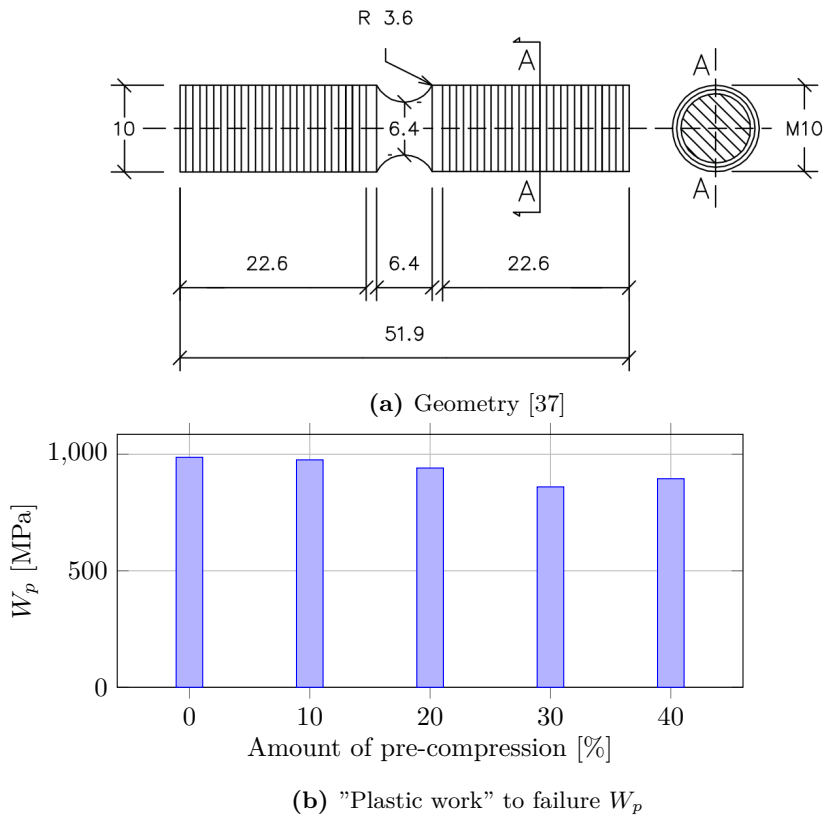 R 3.6
A
A
10
6.4
M10
A
A
22.6
6.4
22.6
51.9
(a) Geometry [37]
1,000
500
0
W_p [MPa]
0 10 20 30 40
Amount of pre-compression [%]
(b) ”Plastic work” to failure W_p